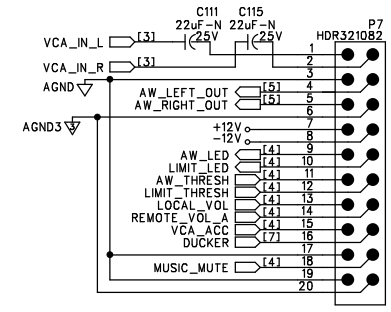 C111 C115
22uF-N 22uF-N P7
25V 25V HDR321082
VCA_IN_L [3] 1
VCA_IN_R [3] 2
AGND 3
AW_LEFT_OUT [5] 4
AW_RIGHT_OUT [5] 5
6
AGND3 3
+12V 7
-12V 8
AW_LED [4] 9
LIMIT_LED [4] 10
AW_THRESH [4] 11
LIMIT_THRESH [4] 12
LOCAL_VOL [4] 13
REMOTE_VOL_A [4] 14
VCA_ACC [4] 15
DUCKER [7] 16
17
MUSIC_MUTE [4] 18
19
20